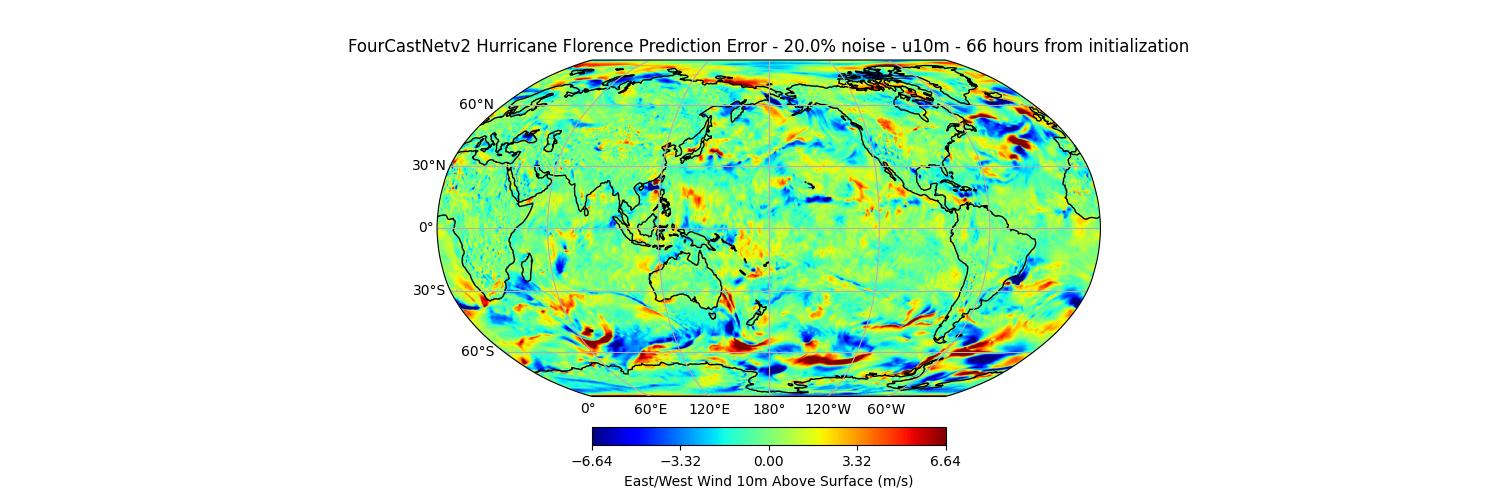 FourCastNetv2 Hurricane Florence Prediction Error - 20.0% noise - u10m - 66 hours from initialization
60°N
30°N
0°
30°S
60°S
0° 60°E 120°E 180° 120°W 60°W
−6.64 −3.32 0.00 3.32 6.64
East/West Wind 10m Above Surface (m/s)